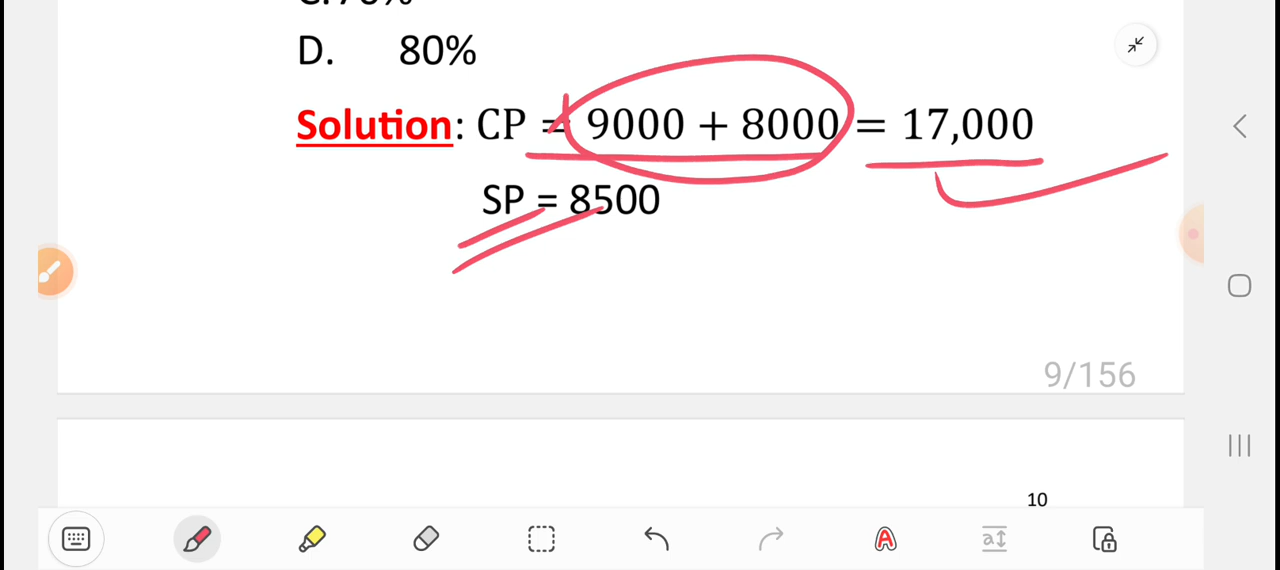 D. 80%
Solution: CP = 9000 + 8000 = 17,000
SP = 8500
9/156
10